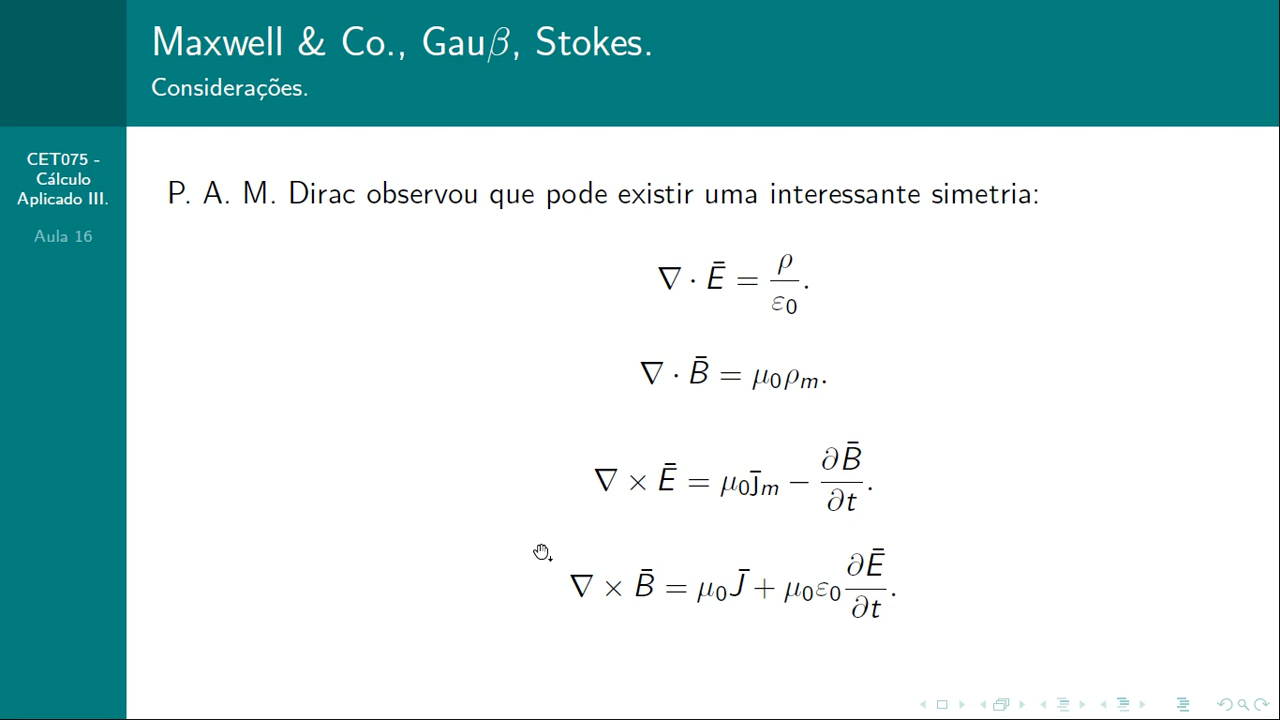 Maxwell & Co., Gauβ, Stokes.
Considerações.
CET075 -
Cálculo
Aplicado III.
Aula 16
P. A. M. Dirac observou que pode existir uma interessante simetria:
∇ · Ē = ρ/ε₀.
∇ · B̄ = μ₀ρₘ.
∇ × Ē = μ₀j̄ₘ − ∂B̄/∂t.
∇ × B̄ = μ₀J̄ + μ₀ε₀ ∂Ē/∂t.